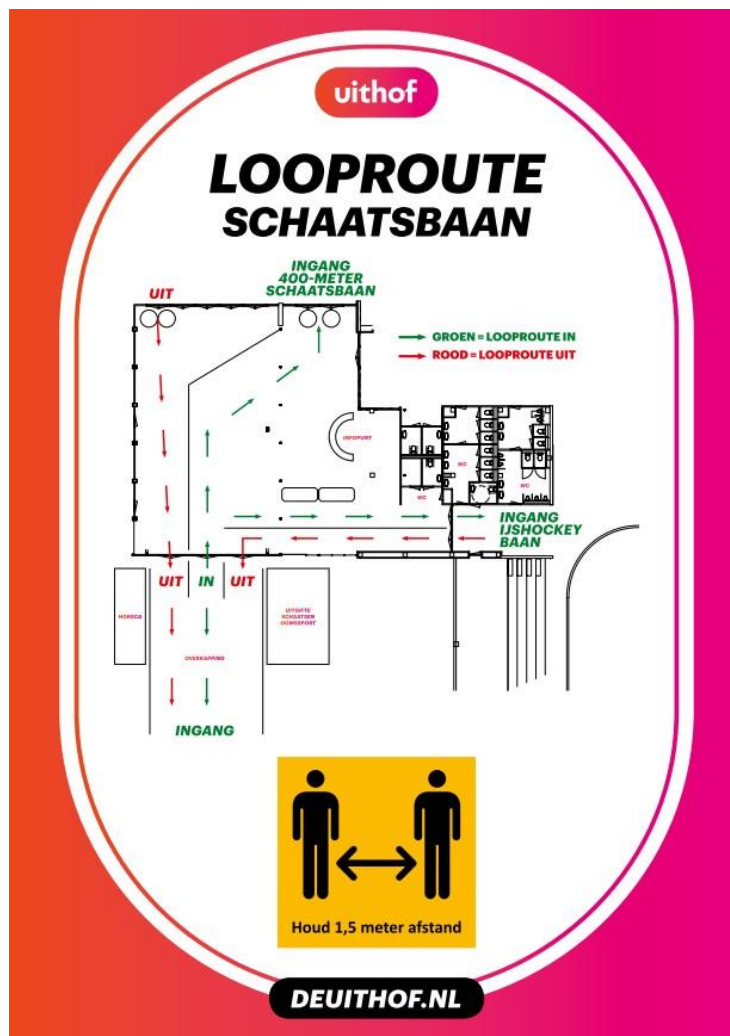 uithof
LOOPROUTE
SCHAATSBAAN
INGANG
400-METER
SCHAATSBAAN
UIT
GROEN = LOOPROUTE IN
ROOD = LOOPROUTE UIT
INFOPUNT
WC
WC
WC
INGANG
IJSHOCKEY
BAAN
UIT
IN
UIT
HORECA
UITGIFTE
SCHAATSEN
DONGSPORT
OVERKAPPING
INGANG
Houd 1,5 meter afstand
DEUITHOF.NL